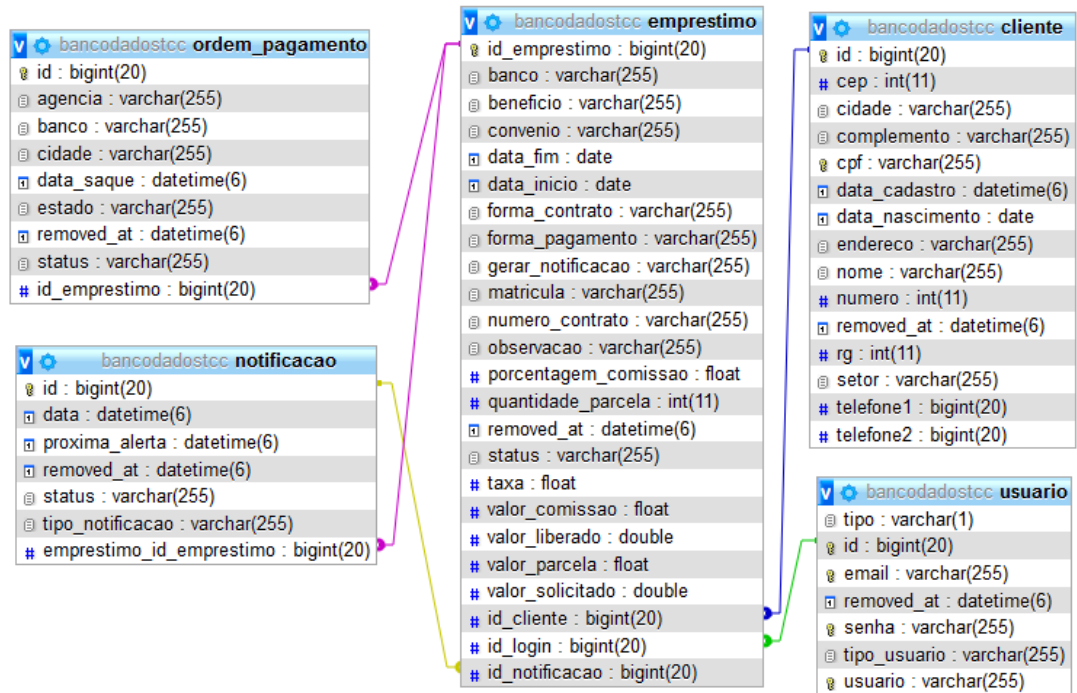 bancodadostcc ordem_pagamento
id : bigint(20)
agencia : varchar(255)
banco : varchar(255)
cidade : varchar(255)
data_saque : datetime(6)
estado : varchar(255)
removed_at : datetime(6)
status : varchar(255)
# id_emprestimo : bigint(20)
bancodadostcc notificacao
id : bigint(20)
data : datetime(6)
proxima_alerta : datetime(6)
removed_at : datetime(6)
status : varchar(255)
tipo_notificacao : varchar(255)
# emprestimo_id_emprestimo : bigint(20)
bancodadostcc emprestimo
id_emprestimo : bigint(20)
banco : varchar(255)
beneficio : varchar(255)
convenio : varchar(255)
data_fim : date
data_inicio : date
forma_contrato : varchar(255)
forma_pagamento : varchar(255)
gerar_notificacao : varchar(255)
matricula : varchar(255)
numero_contrato : varchar(255)
observacao : varchar(255)
# porcentagem_comissao : float
# quantidade_parcela : int(11)
removed_at : datetime(6)
status : varchar(255)
# taxa : float
# valor_comissao : float
# valor_liberado : double
# valor_parcela : float
# valor_solicitado : double
# id_cliente : bigint(20)
# id_login : bigint(20)
# id_notificacao : bigint(20)
bancodadostcc cliente
id : bigint(20)
# cep : int(11)
cidade : varchar(255)
complemento : varchar(255)
cpf : varchar(255)
data_cadastro : datetime(6)
data_nascimento : date
endereco : varchar(255)
nome : varchar(255)
# numero : int(11)
removed_at : datetime(6)
# rg : int(11)
setor : varchar(255)
# telefone1 : bigint(20)
# telefone2 : bigint(20)
bancodadostcc usuario
tipo : varchar(1)
id : bigint(20)
email : varchar(255)
removed_at : datetime(6)
senha : varchar(255)
tipo_usuario : varchar(255)
usuario : varchar(255)